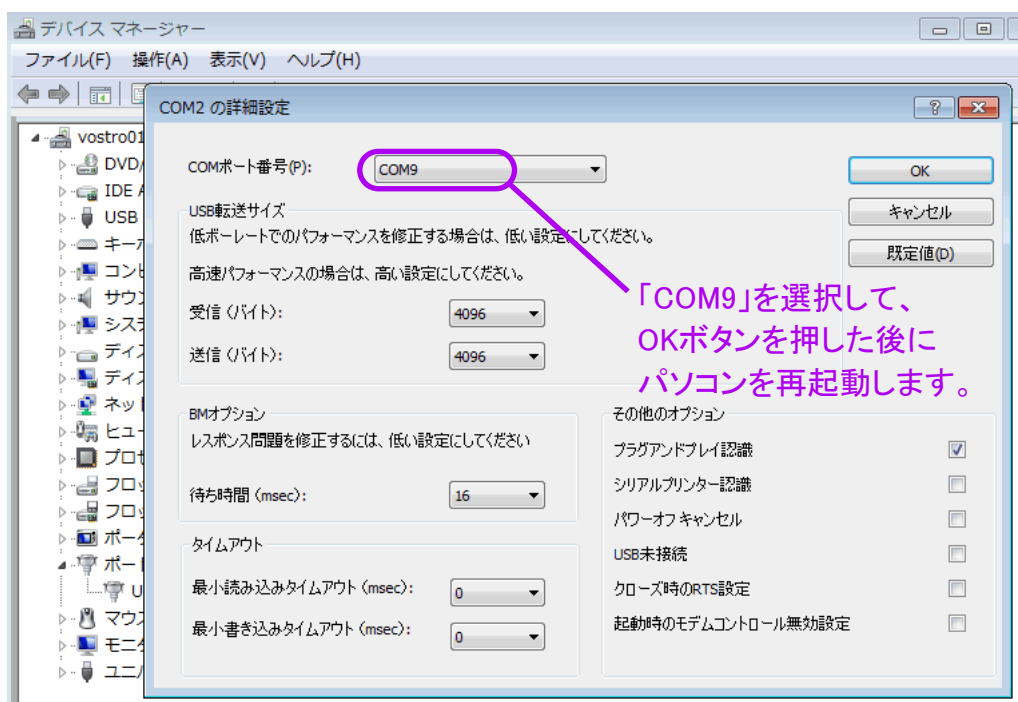 デバイス マネージャー
ファイル(F) 操作(A) 表示(V) ヘルプ(H)
COM2 の詳細設定
vostro01
DVD/
IDE A
USB
キーボ
コンピ
サウン
システ
ディス
ディス
ネット
ヒュー
プロセ
フロッ
フロッ
ポータ
ポート
U
マウス
モニタ
ユニバ
COMポート番号(P):
COM9
OK
キャンセル
既定値(D)
USB転送サイズ
低ボーレートでのパフォーマンスを修正する場合は、低い設定にしてください。
高速パフォーマンスの場合は、高い設定にしてください。
受信 (バイト):
4096
送信 (バイト):
4096
「COM9」を選択して、
OKボタンを押した後に
パソコンを再起動します。
BMオプション
レスポンス問題を修正するには、低い設定にしてください
待ち時間 (msec):
16
タイムアウト
最小読み込みタイムアウト (msec):
0
最小書き込みタイムアウト (msec):
0
その他のオプション
プラグアンドプレイ認識
シリアルプリンター認識
パワーオフ キャンセル
USB未接続
クローズ時のRTS設定
起動時のモデムコントロール無効設定